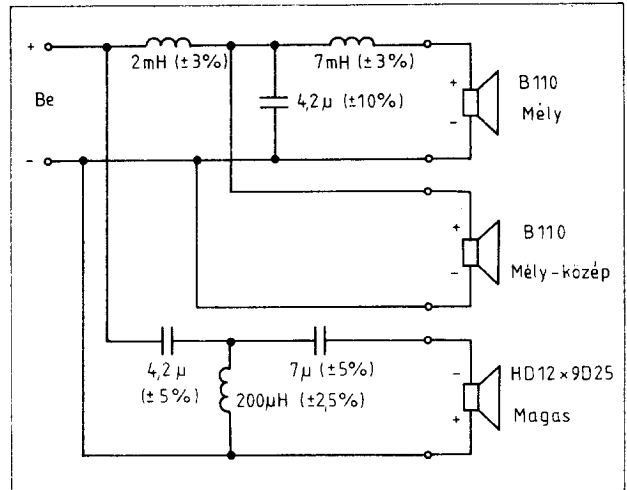 +
2mH (±3%)
7mH (±3%)
Be
4,2µ (±10%)
+
-
B110
Mély
-
+
-
B110
Mély-közép
4,2µ
(±5%)
7µ (±5%)
200µH (±2,5%)
-
+
HD12×9D25
Magas